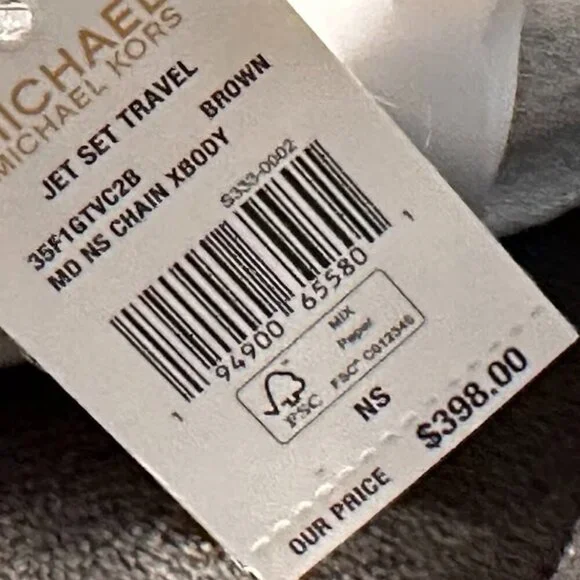 MICHAEL
MICHAEL KORS
JET SET TRAVEL
35F1GTVC2B BROWN
MD NS CHAIN XBODY
S333-0002
1 94900 65580 1
FSC
MIX
Paper
FSC® C012346
NS
OUR PRICE $398.00